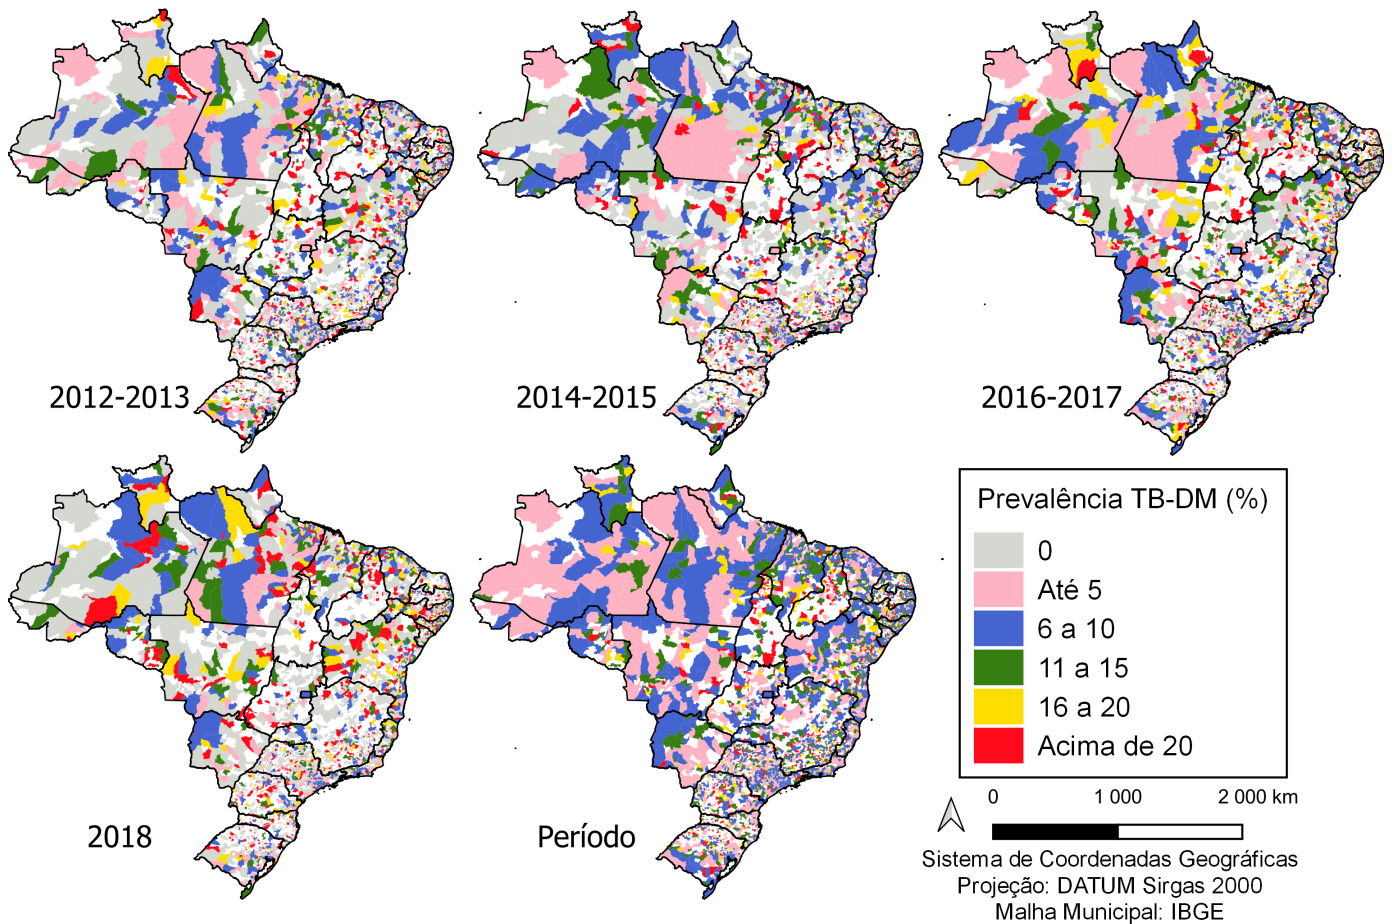 2012-2013
2014-2015
2016-2017
2018
Período
Prevalência TB-DM (%)
0
Até 5
6 a 10
11 a 15
16 a 20
Acima de 20
0 1 000 2 000 km
Sistema de Coordenadas Geográficas
Projeção: DATUM Sirgas 2000
Malha Municipal: IBGE